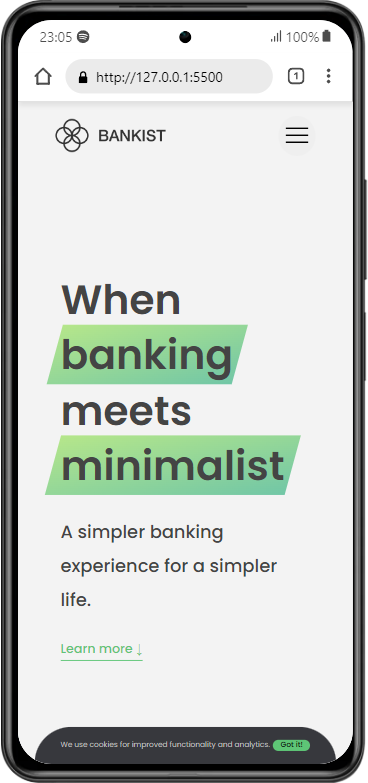 23:05 100%
http://127.0.0.1:5500 1
BANKIST
When
banking
meets
minimalist
A simpler banking
experience for a simpler
life.
Learn more ↓
We use cookies for improved functionality and analytics. Got it!